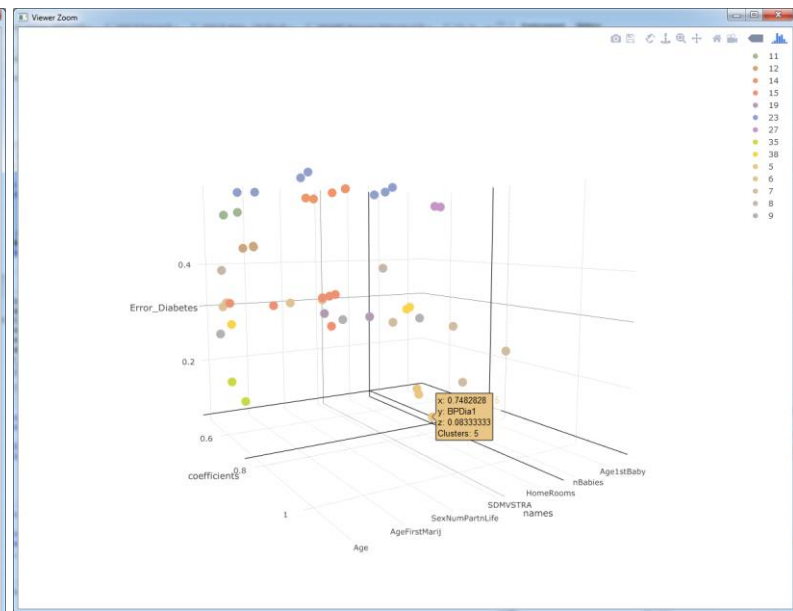 Viewer Zoom
11
12
14
15
19
23
27
35
38
5
6
7
8
9
0.4
Error_Diabetes
0.2
x: 0.7482828
y: BPDia1
z: 0.08333333
Clusters: 5
0.6
0.8
coefficients
1
Age1stBaby
nBabies
HomeRooms
SDMVSTRA
names
SexNumPartnLife
AgeFirstMarij
Age